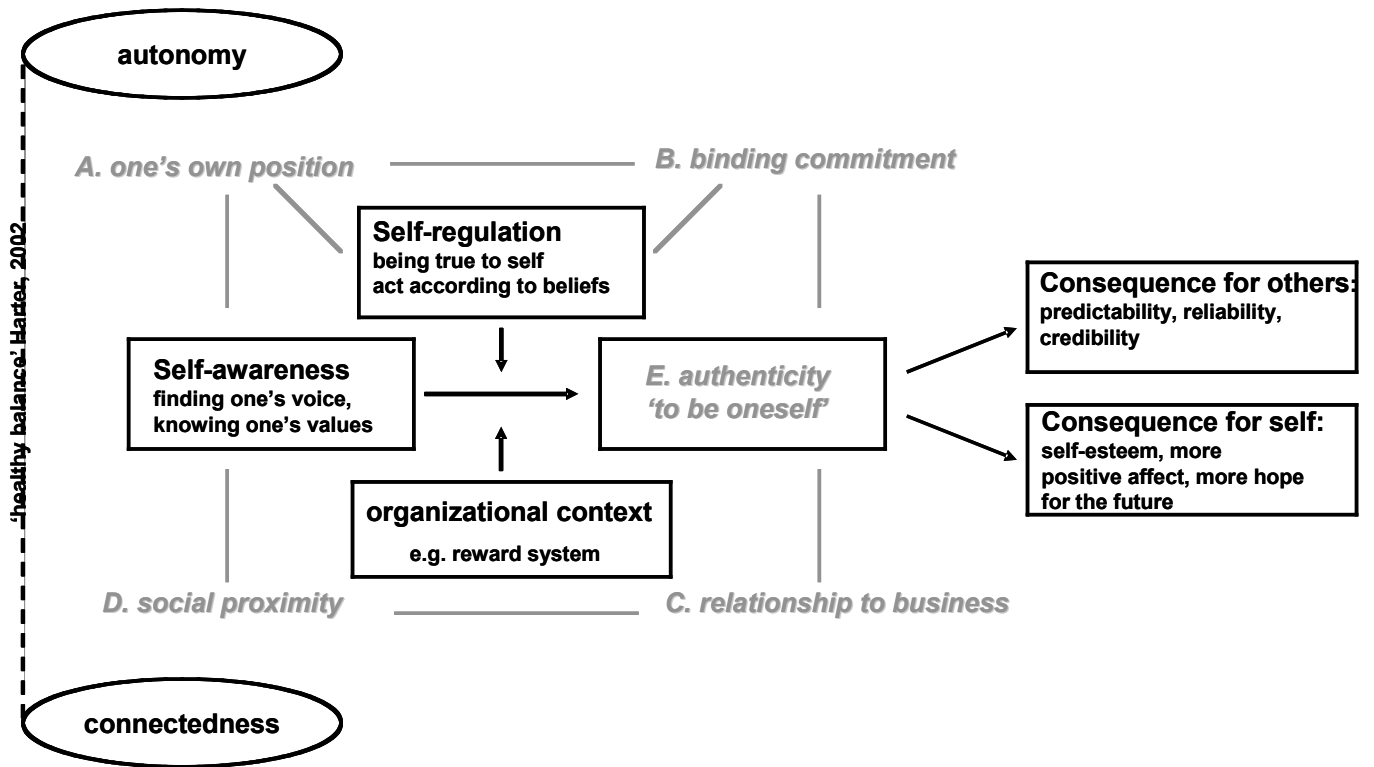 autonomy
A. one's own position
B. binding commitment
Self-regulation
being true to self
act according to beliefs
'healthy balance' Harter, 2002
Self-awareness
finding one's voice,
knowing one's values
E. authenticity
'to be oneself'
Consequence for others:
predictability, reliability,
credibility
Consequence for self:
self-esteem, more
positive affect, more hope
for the future
organizational context
e.g. reward system
D. social proximity
C. relationship to business
connectedness